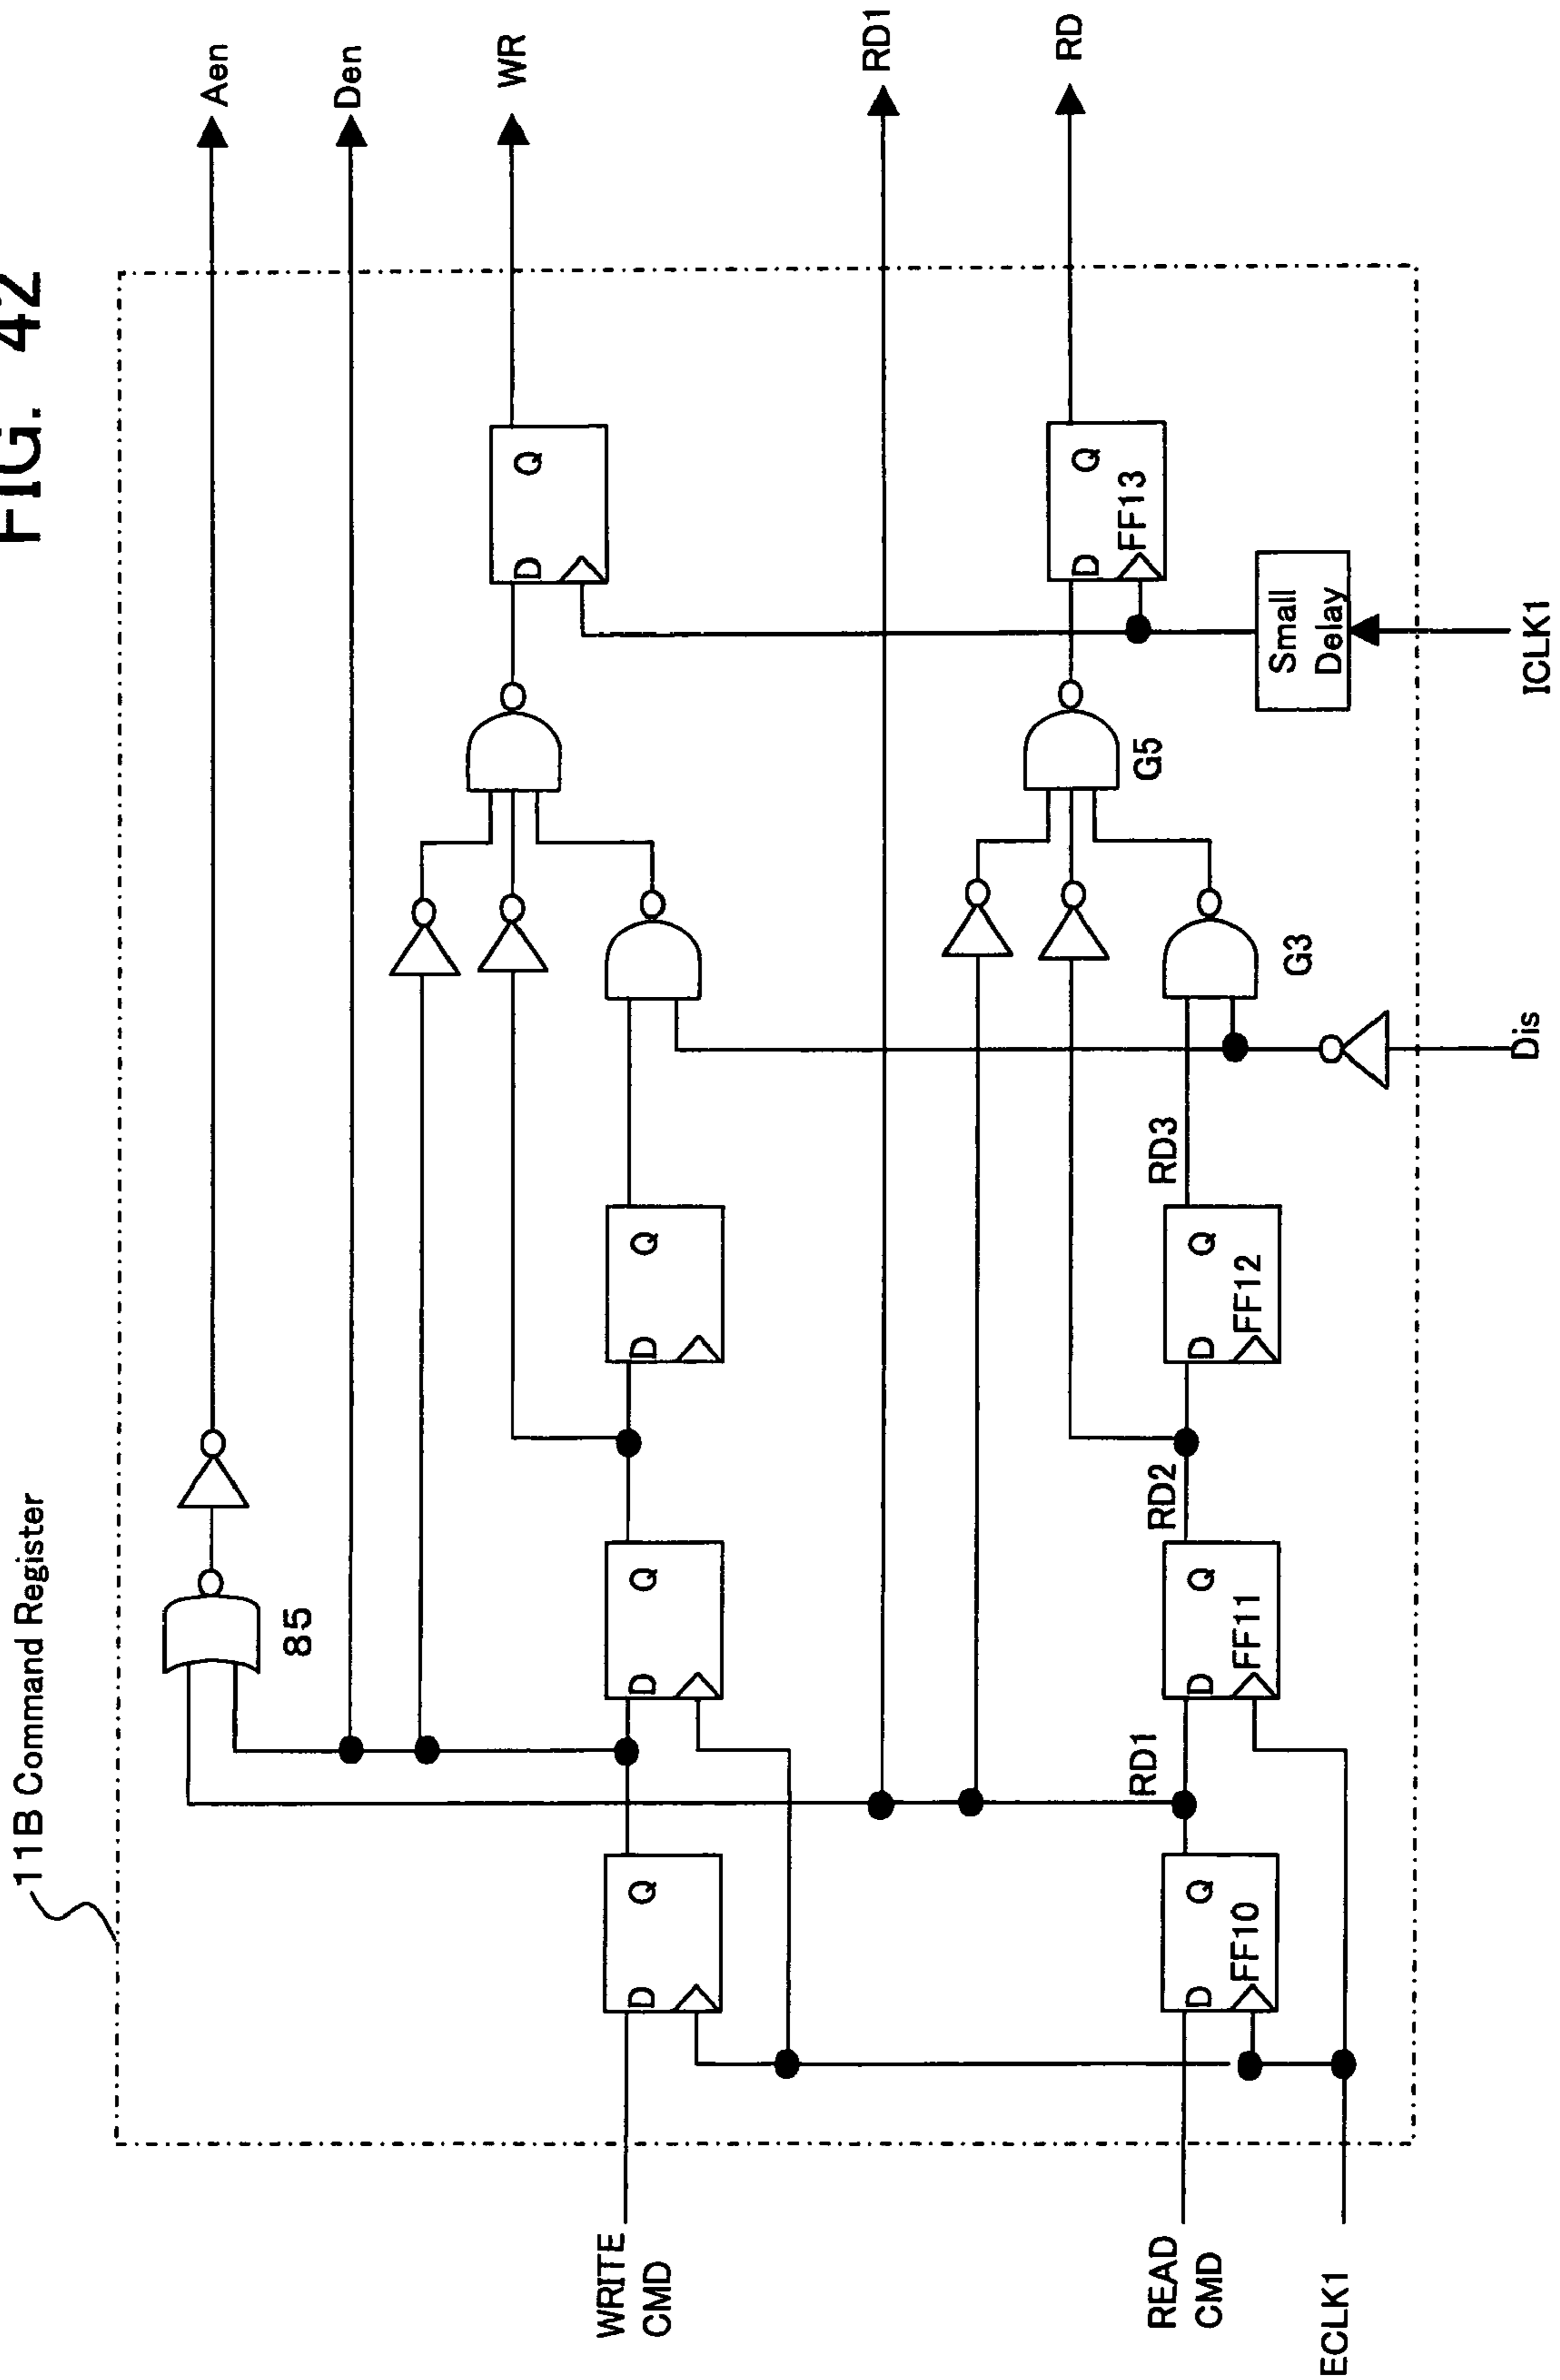 FIG. 42
11B Command Register
Aen
Den
WR
RD1
RD
85
D
Q
D
Q
D
Q
D
Q
WRITE
CMD
READ
CMD
ECLK1
D
Q
FF10
RD1
D
Q
FF11
RD2
D
Q
FF12
RD3
G3
G5
D
Q
FF13
Small
Delay
Dis
ICLK1